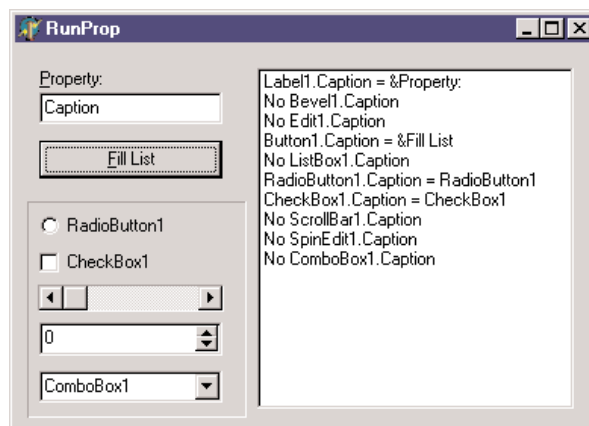 RunProp
Property:
Caption
Fill List
RadioButton1
CheckBox1
0
ComboBox1
Label1.Caption = &Property:
No Bevel1.Caption
No Edit1.Caption
Button1.Caption = &Fill List
No ListBox1.Caption
RadioButton1.Caption = RadioButton1
CheckBox1.Caption = CheckBox1
No ScrollBar1.Caption
No SpinEdit1.Caption
No ComboBox1.Caption